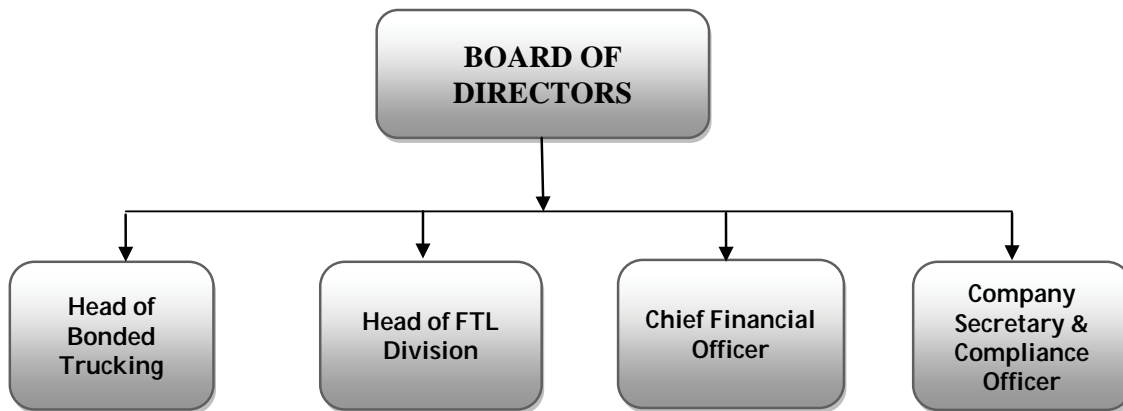 BOARD OF
DIRECTORS
Head of
Bonded
Trucking
Head of FTL
Division
Chief Financial
Officer
Company
Secretary &
Compliance
Officer